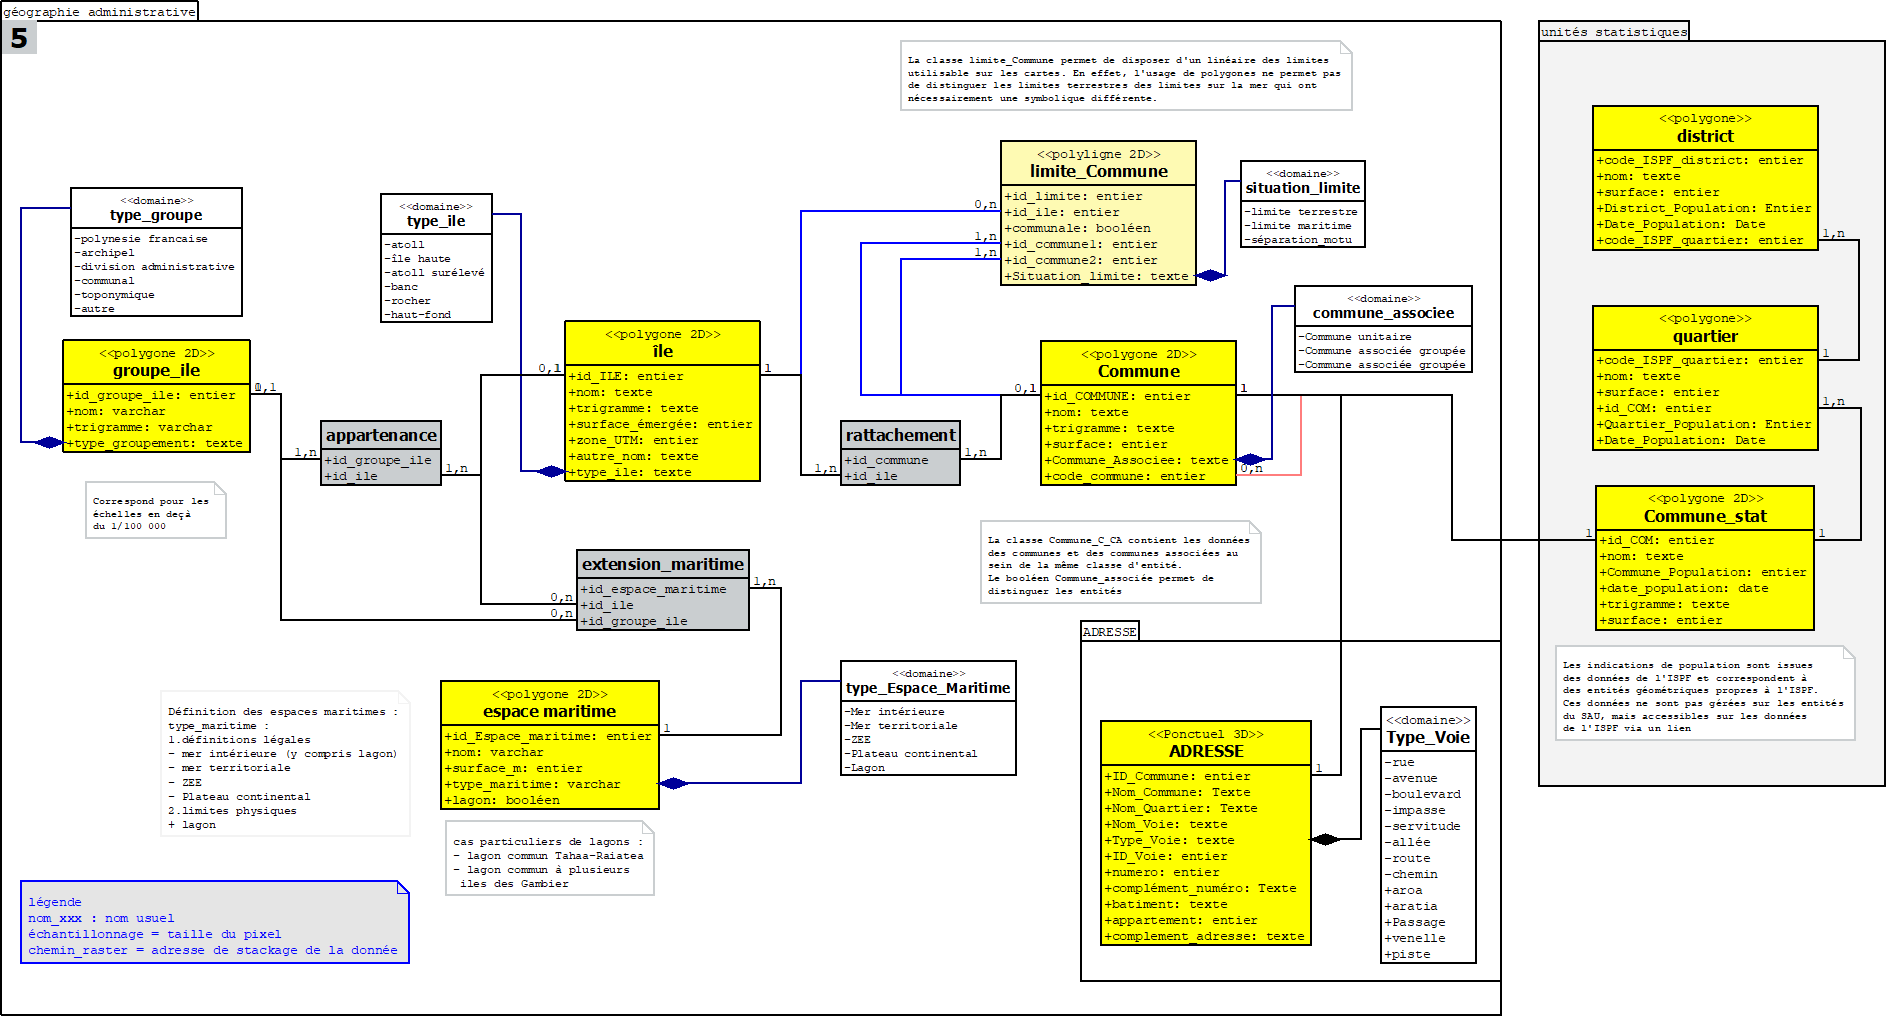 géographie administrative
5
La classe limite_Commune permet de disposer d'un linéaire des limites
utilisable sur les cartes. En effet, l'usage de polygones ne permet pas
de distinguer les limites terrestres des limites sur la mer qui ont
nécessairement une symbolique différente.
<<domaine>>
type_groupe
-polynesie francaise
-archipel
-division administrative
-communal
-toponymique
-autre
<<domaine>>
type_ile
-atoll
-île haute
-atoll surélevé
-banc
-rocher
-haut-fond
<<polyligne 2D>>
limite_Commune
+id_limite: entier
+id_ile: entier
+communale: booléen
+id_commune1: entier
+id_commune2: entier
+Situation_limite: texte
0,n
1,n
1,n
<<domaine>>
situation_limite
-limite terrestre
-limite maritime
-séparation_motu
<<domaine>>
commune_associee
-Commune unitaire
-Commune associée groupée
-Commune associée groupée
<<polygone 2D>>
groupe_ile
+id_groupe_ile: entier
+nom: varchar
+trigramme: varchar
+type_groupement: texte
0,1
1,n
Correspond pour les
échelles en deçà
du 1/100 000
appartenance
+id_groupe_ile
+id_ile
1,n
0,1
<<polygone 2D>>
île
+id_ILE: entier
+nom: texte
+trigramme: texte
+surface_émergée: entier
+zone_UTM: entier
+autre_nom: texte
+type_ile: texte
1
1,n
rattachement
+id_commune
+id_ile
1,n
0,1
<<polygone 2D>>
Commune
+id_COMMUNE: entier
+nom: texte
+trigramme: texte
+surface: entier
+Commune_Associee: texte
+code_commune: entier
1
0,n
La classe Commune_C_CA contient les données
des communes et des communes associées au
sein de la même classe d'entité.
Le booléen Commune_associée permet de
distinguer les entités
extension_maritime
+id_espace_maritime
+id_ile
+id_groupe_ile
0,n
0,n
1,n
Définition des espaces maritimes :
type_maritime :
1.définitions légales
- mer intérieure (y compris lagon)
- mer territoriale
- ZEE
- Plateau continental
2.limites physiques
+ lagon
<<polygone 2D>>
espace maritime
+id_Espace_maritime: entier
+nom: varchar
+surface_m: entier
+type_maritime: varchar
+lagon: booléen
1
<<domaine>>
type_Espace_Maritime
-Mer intérieure
-Mer territoriale
-ZEE
-Plateau continental
-Lagon
cas particuliers de lagons :
- lagon commun Tahaa-Raiatea
- lagon commun à plusieurs
iles des Gambier
légende
nom_xxx : nom usuel
échantillonnage = taille du pixel
chemin_raster = adresse de stackage de la donnée
ADRESSE
<<Ponctuel 3D>>
ADRESSE
+ID_Commune: entier
+Nom_Commune: Texte
+Nom_Quartier: Texte
+Nom_Voie: texte
+Type_Voie: texte
+ID_Voie: entier
+numero: entier
+complément_numéro: Texte
+batiment: texte
+appartement: entier
+complement_adresse: texte
1
<<domaine>>
Type_Voie
-rue
-avenue
-boulevard
-impasse
-servitude
-allée
-route
-chemin
+aroa
+aratia
+Passage
+venelle
+piste
unités statistiques
<<polygone>>
district
+code_ISPF_district: entier
+nom: texte
+surface: entier
+District_Population: Entier
+Date_Population: Date
+code_ISPF_quartier: entier
1,n
<<polygone>>
quartier
+code_ISPF_quartier: entier
+nom: texte
+surface: entier
+id_COM: entier
+Quartier_Population: Entier
+Date_Population: Date
1
1,n
<<polygone 2D>>
Commune_stat
+id_COM: entier
+nom: texte
+Commune_Population: entier
+date_population: date
+trigramme: texte
+surface: entier
1
1
Les indications de population sont issues
des données de l'ISPF et correspondent à
des entités géométriques propres à l'ISPF.
Ces données ne sont pas gérées sur les entités
du SAU, mais accessibles sur les données
de l'ISPF via un lien